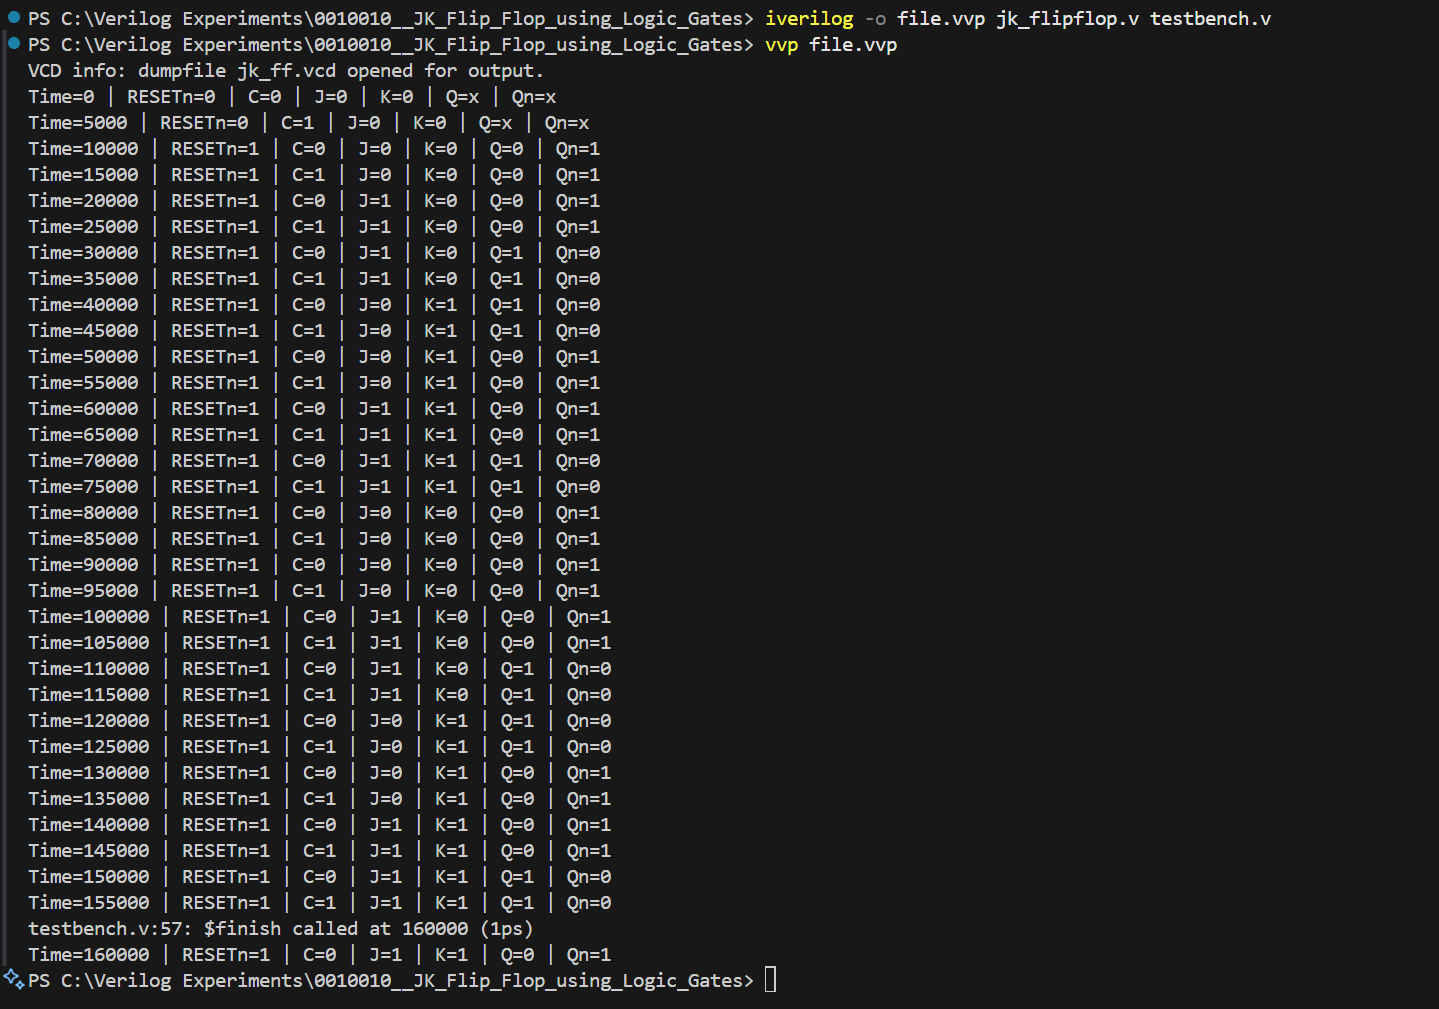 PS C:\Verilog Experiments\0010010__JK_Flip_Flop_using_Logic_Gates> iverilog -o file.vvp jk_flipflop.v testbench.v
PS C:\Verilog Experiments\0010010__JK_Flip_Flop_using_Logic_Gates> vvp file.vvp
VCD info: dumpfile jk_ff.vcd opened for output.
Time=0 | RESETn=0 | C=0 | J=0 | K=0 | Q=x | Qn=x
Time=5000 | RESETn=0 | C=1 | J=0 | K=0 | Q=x | Qn=x
Time=10000 | RESETn=1 | C=0 | J=0 | K=0 | Q=0 | Qn=1
Time=15000 | RESETn=1 | C=1 | J=0 | K=0 | Q=0 | Qn=1
Time=20000 | RESETn=1 | C=0 | J=1 | K=0 | Q=0 | Qn=1
Time=25000 | RESETn=1 | C=1 | J=1 | K=0 | Q=0 | Qn=1
Time=30000 | RESETn=1 | C=0 | J=1 | K=0 | Q=1 | Qn=0
Time=35000 | RESETn=1 | C=1 | J=1 | K=0 | Q=1 | Qn=0
Time=40000 | RESETn=1 | C=0 | J=0 | K=1 | Q=1 | Qn=0
Time=45000 | RESETn=1 | C=1 | J=0 | K=1 | Q=1 | Qn=0
Time=50000 | RESETn=1 | C=0 | J=0 | K=1 | Q=0 | Qn=1
Time=55000 | RESETn=1 | C=1 | J=0 | K=1 | Q=0 | Qn=1
Time=60000 | RESETn=1 | C=0 | J=1 | K=1 | Q=0 | Qn=1
Time=65000 | RESETn=1 | C=1 | J=1 | K=1 | Q=0 | Qn=1
Time=70000 | RESETn=1 | C=0 | J=1 | K=1 | Q=1 | Qn=0
Time=75000 | RESETn=1 | C=1 | J=1 | K=1 | Q=1 | Qn=0
Time=80000 | RESETn=1 | C=0 | J=0 | K=0 | Q=0 | Qn=1
Time=85000 | RESETn=1 | C=1 | J=0 | K=0 | Q=0 | Qn=1
Time=90000 | RESETn=1 | C=0 | J=0 | K=0 | Q=0 | Qn=1
Time=95000 | RESETn=1 | C=1 | J=0 | K=0 | Q=0 | Qn=1
Time=100000 | RESETn=1 | C=0 | J=1 | K=0 | Q=0 | Qn=1
Time=105000 | RESETn=1 | C=1 | J=1 | K=0 | Q=0 | Qn=1
Time=110000 | RESETn=1 | C=0 | J=1 | K=0 | Q=1 | Qn=0
Time=115000 | RESETn=1 | C=1 | J=1 | K=0 | Q=1 | Qn=0
Time=120000 | RESETn=1 | C=0 | J=0 | K=1 | Q=1 | Qn=0
Time=125000 | RESETn=1 | C=1 | J=0 | K=1 | Q=1 | Qn=0
Time=130000 | RESETn=1 | C=0 | J=0 | K=1 | Q=0 | Qn=1
Time=135000 | RESETn=1 | C=1 | J=0 | K=1 | Q=0 | Qn=1
Time=140000 | RESETn=1 | C=0 | J=1 | K=1 | Q=0 | Qn=1
Time=145000 | RESETn=1 | C=1 | J=1 | K=1 | Q=0 | Qn=1
Time=150000 | RESETn=1 | C=0 | J=1 | K=1 | Q=1 | Qn=0
Time=155000 | RESETn=1 | C=1 | J=1 | K=1 | Q=1 | Qn=0
testbench.v:57: $finish called at 160000 (1ps)
Time=160000 | RESETn=1 | C=0 | J=1 | K=1 | Q=0 | Qn=1
PS C:\Verilog Experiments\0010010__JK_Flip_Flop_using_Logic_Gates>